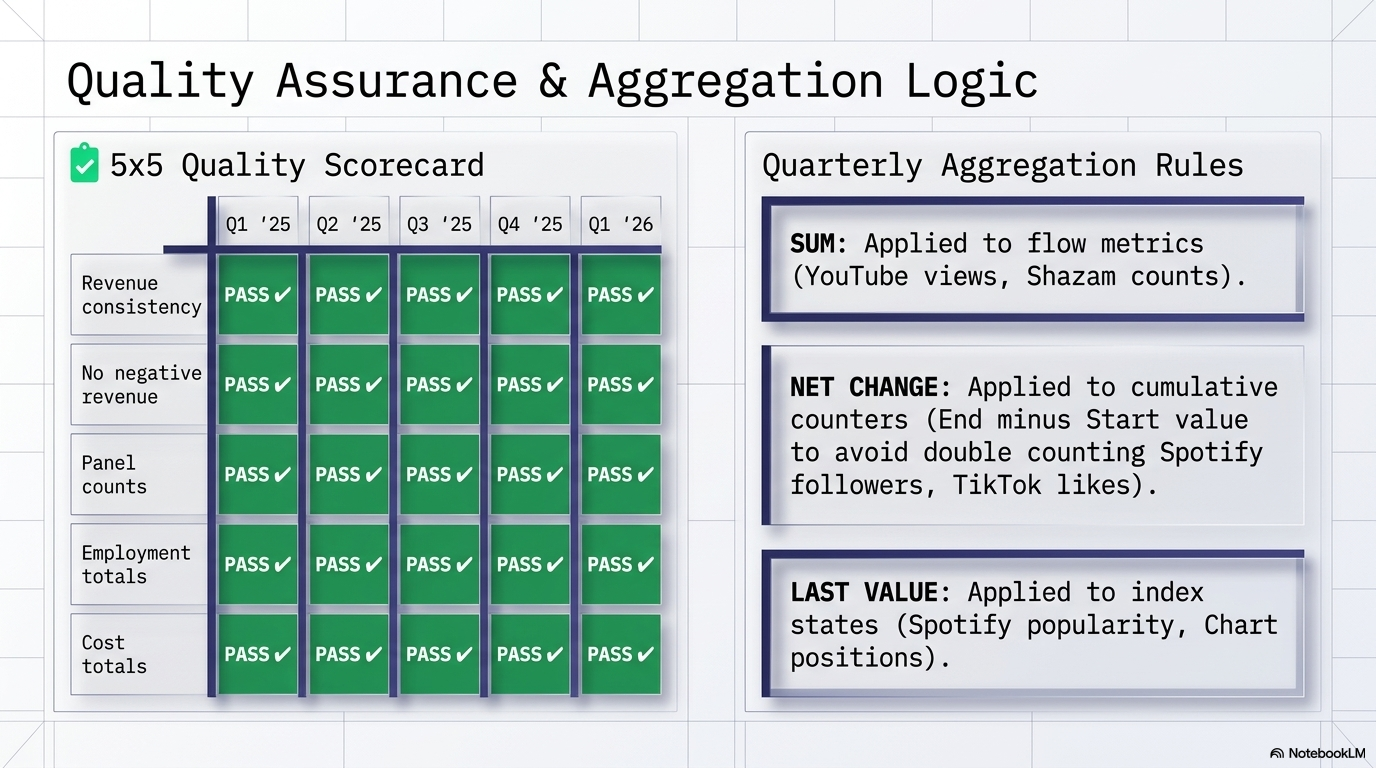 Quality Assurance & Aggregation Logic
5x5 Quality Scorecard
Q1 '25 Q2 '25 Q3 '25 Q4 '25 Q1 '26
Revenue
consistency
PASS ✔ PASS ✔ PASS ✔ PASS ✔ PASS ✔
No negative
revenue
PASS ✔ PASS ✔ PASS ✔ PASS ✔ PASS ✔
Panel
counts
PASS ✔ PASS ✔ PASS ✔ PASS ✔ PASS ✔
Employment
totals
PASS ✔ PASS ✔ PASS ✔ PASS ✔ PASS ✔
Cost
totals
PASS ✔ PASS ✔ PASS ✔ PASS ✔ PASS ✔
Quarterly Aggregation Rules
SUM: Applied to flow metrics
(YouTube views, Shazam counts).
NET CHANGE: Applied to cumulative
counters (End minus Start value
to avoid double counting Spotify
followers, TikTok likes).
LAST VALUE: Applied to index
states (Spotify popularity, Chart
positions).
NotebookLM